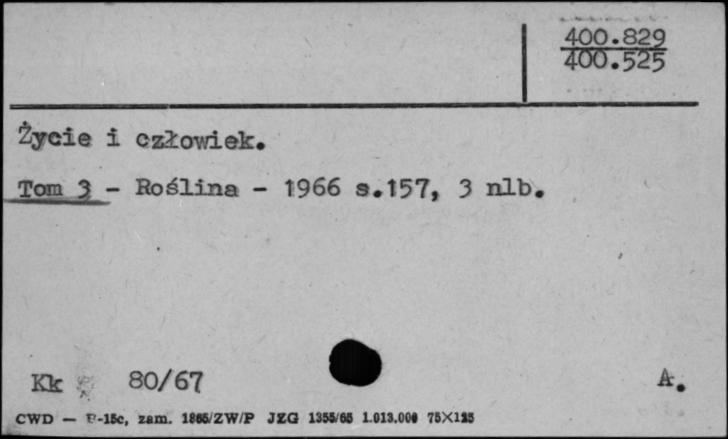 400.829
400.525
Życie i człowiek.
Tom 3 - Roślina - 1966 s.157, 3 nlb.
Kk 80/67 A.
CWD — P-15c, zam. 1865/ZW/P JZG 1355/65 1.013.000 75X125